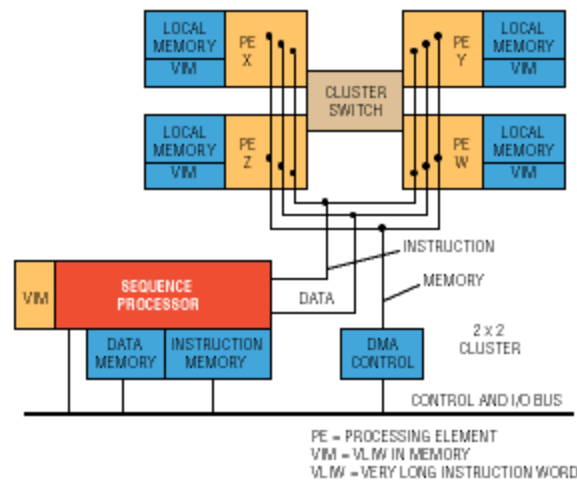 LOCAL MEMORY
VIM
PE X
PE Y
LOCAL MEMORY
VIM
CLUSTER SWITCH
LOCAL MEMORY
VIM
PE Z
PE W
LOCAL MEMORY
VIM
INSTRUCTION
MEMORY
VIM
SEQUENCE PROCESSOR
DATA
DATA MEMORY
INSTRUCTION MEMORY
DMA CONTROL
2 x 2 CLUSTER
CONTROL AND I/O BUS
PE = PROCESSING ELEMENT
VIM = VLIW IN MEMORY
VLIW = VERY LONG INSTRUCTION WORD